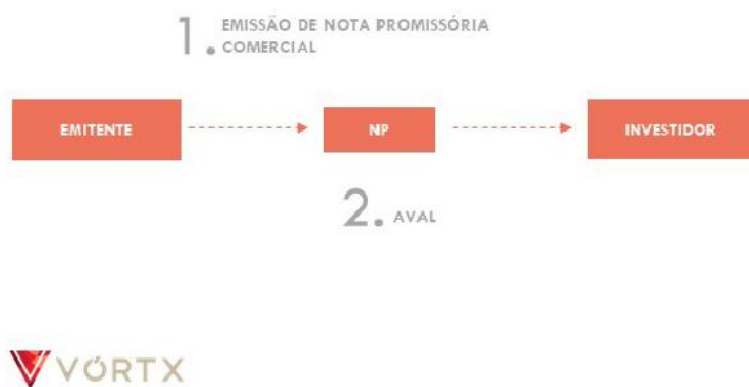 1. EMISSÃO DE NOTA PROMISSÓRIA
COMERCIAL
EMITENTE
NP
INVESTIDOR
2. AVAL
VÓRTX